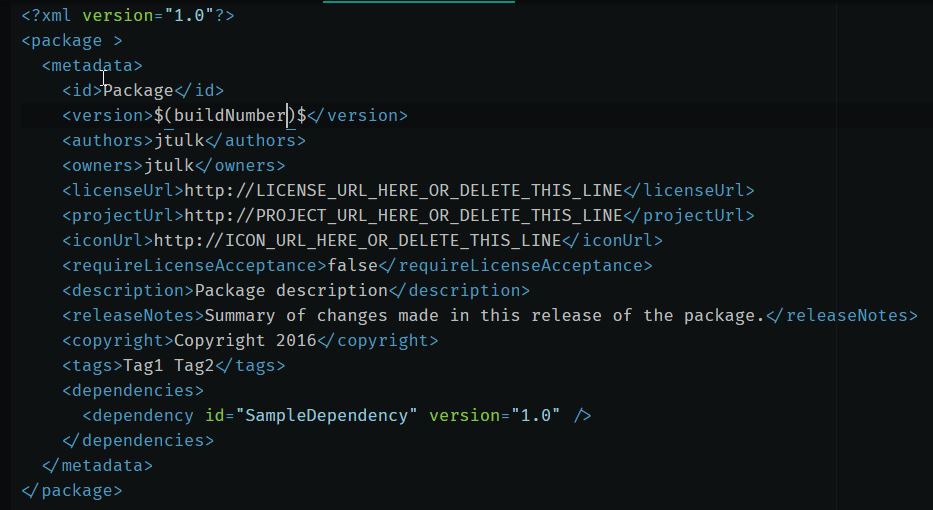 <?xml version="1.0"?>
<package >
<metadata>
<id>Package</id>
<version>$(buildNumber)$</version>
<authors>jtulk</authors>
<owners>jtulk</owners>
<licenseUrl>http://LICENSE_URL_HERE_OR_DELETE_THIS_LINE</licenseUrl>
<projectUrl>http://PROJECT_URL_HERE_OR_DELETE_THIS_LINE</projectUrl>
<iconUrl>http://ICON_URL_HERE_OR_DELETE_THIS_LINE</iconUrl>
<requireLicenseAcceptance>false</requireLicenseAcceptance>
<description>Package description</description>
<releaseNotes>Summary of changes made in this release of the package.</releaseNotes>
<copyright>Copyright 2016</copyright>
<tags>Tag1 Tag2</tags>
<dependencies>
<dependency id="SampleDependency" version="1.0" />
</dependencies>
</metadata>
</package>